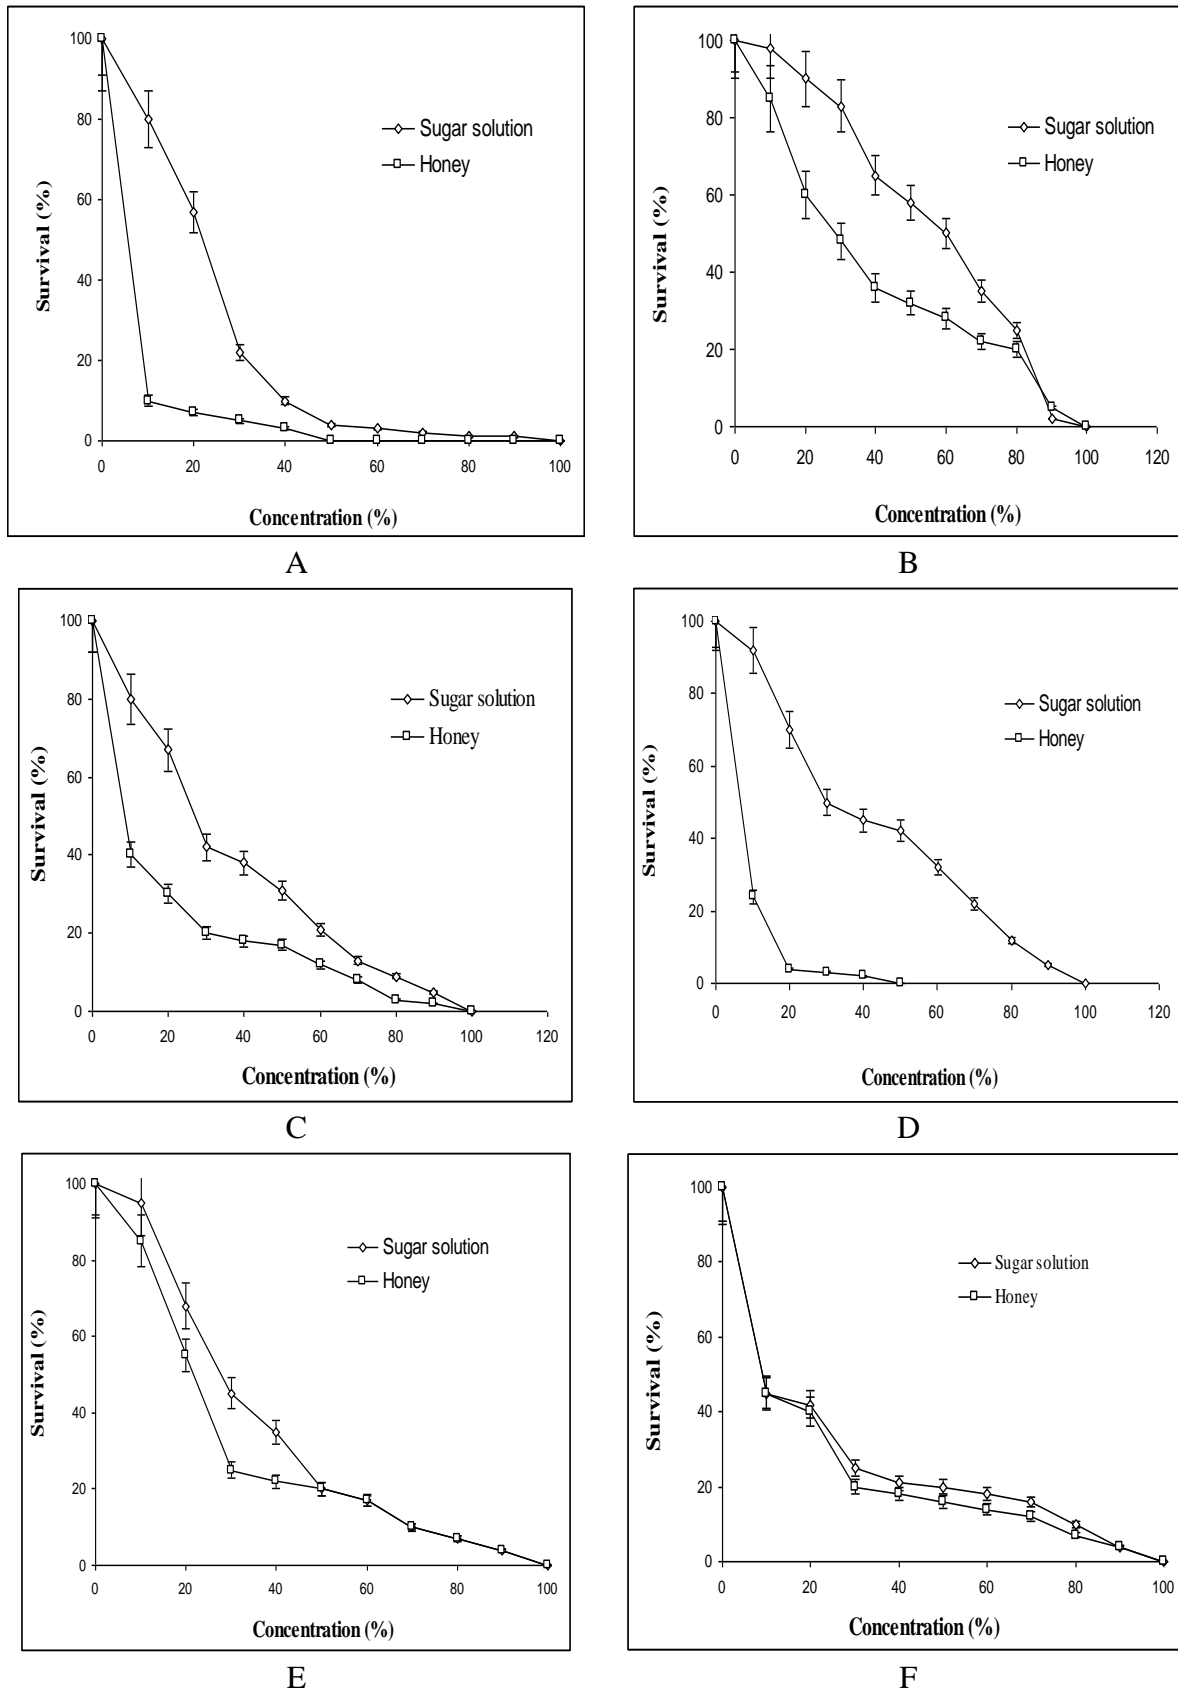 100
80
60
40
20
0
Survival (%)
Sugar solution
Honey
0 20 40 60 80 100
Concentration (%)
A
100
80
60
40
20
0
Survival (%)
Sugar solution
Honey
0 20 40 60 80 100 120
Concentration (%)
B
100
80
60
40
20
0
Survival (%)
Sugar solution
Honey
0 20 40 60 80 100 120
Concentration (%)
C
100
80
60
40
20
0
Survival (%)
Sugar solution
Honey
0 20 40 60 80 100 120
Concentration (%)
D
100
80
60
40
20
0
Survival (%)
Sugar solution
Honey
0 20 40 60 80 100
Concentration (%)
E
100
80
60
40
20
0
Survival (%)
Sugar solution
Honey
0 20 40 60 80 100
Concentration (%)
F